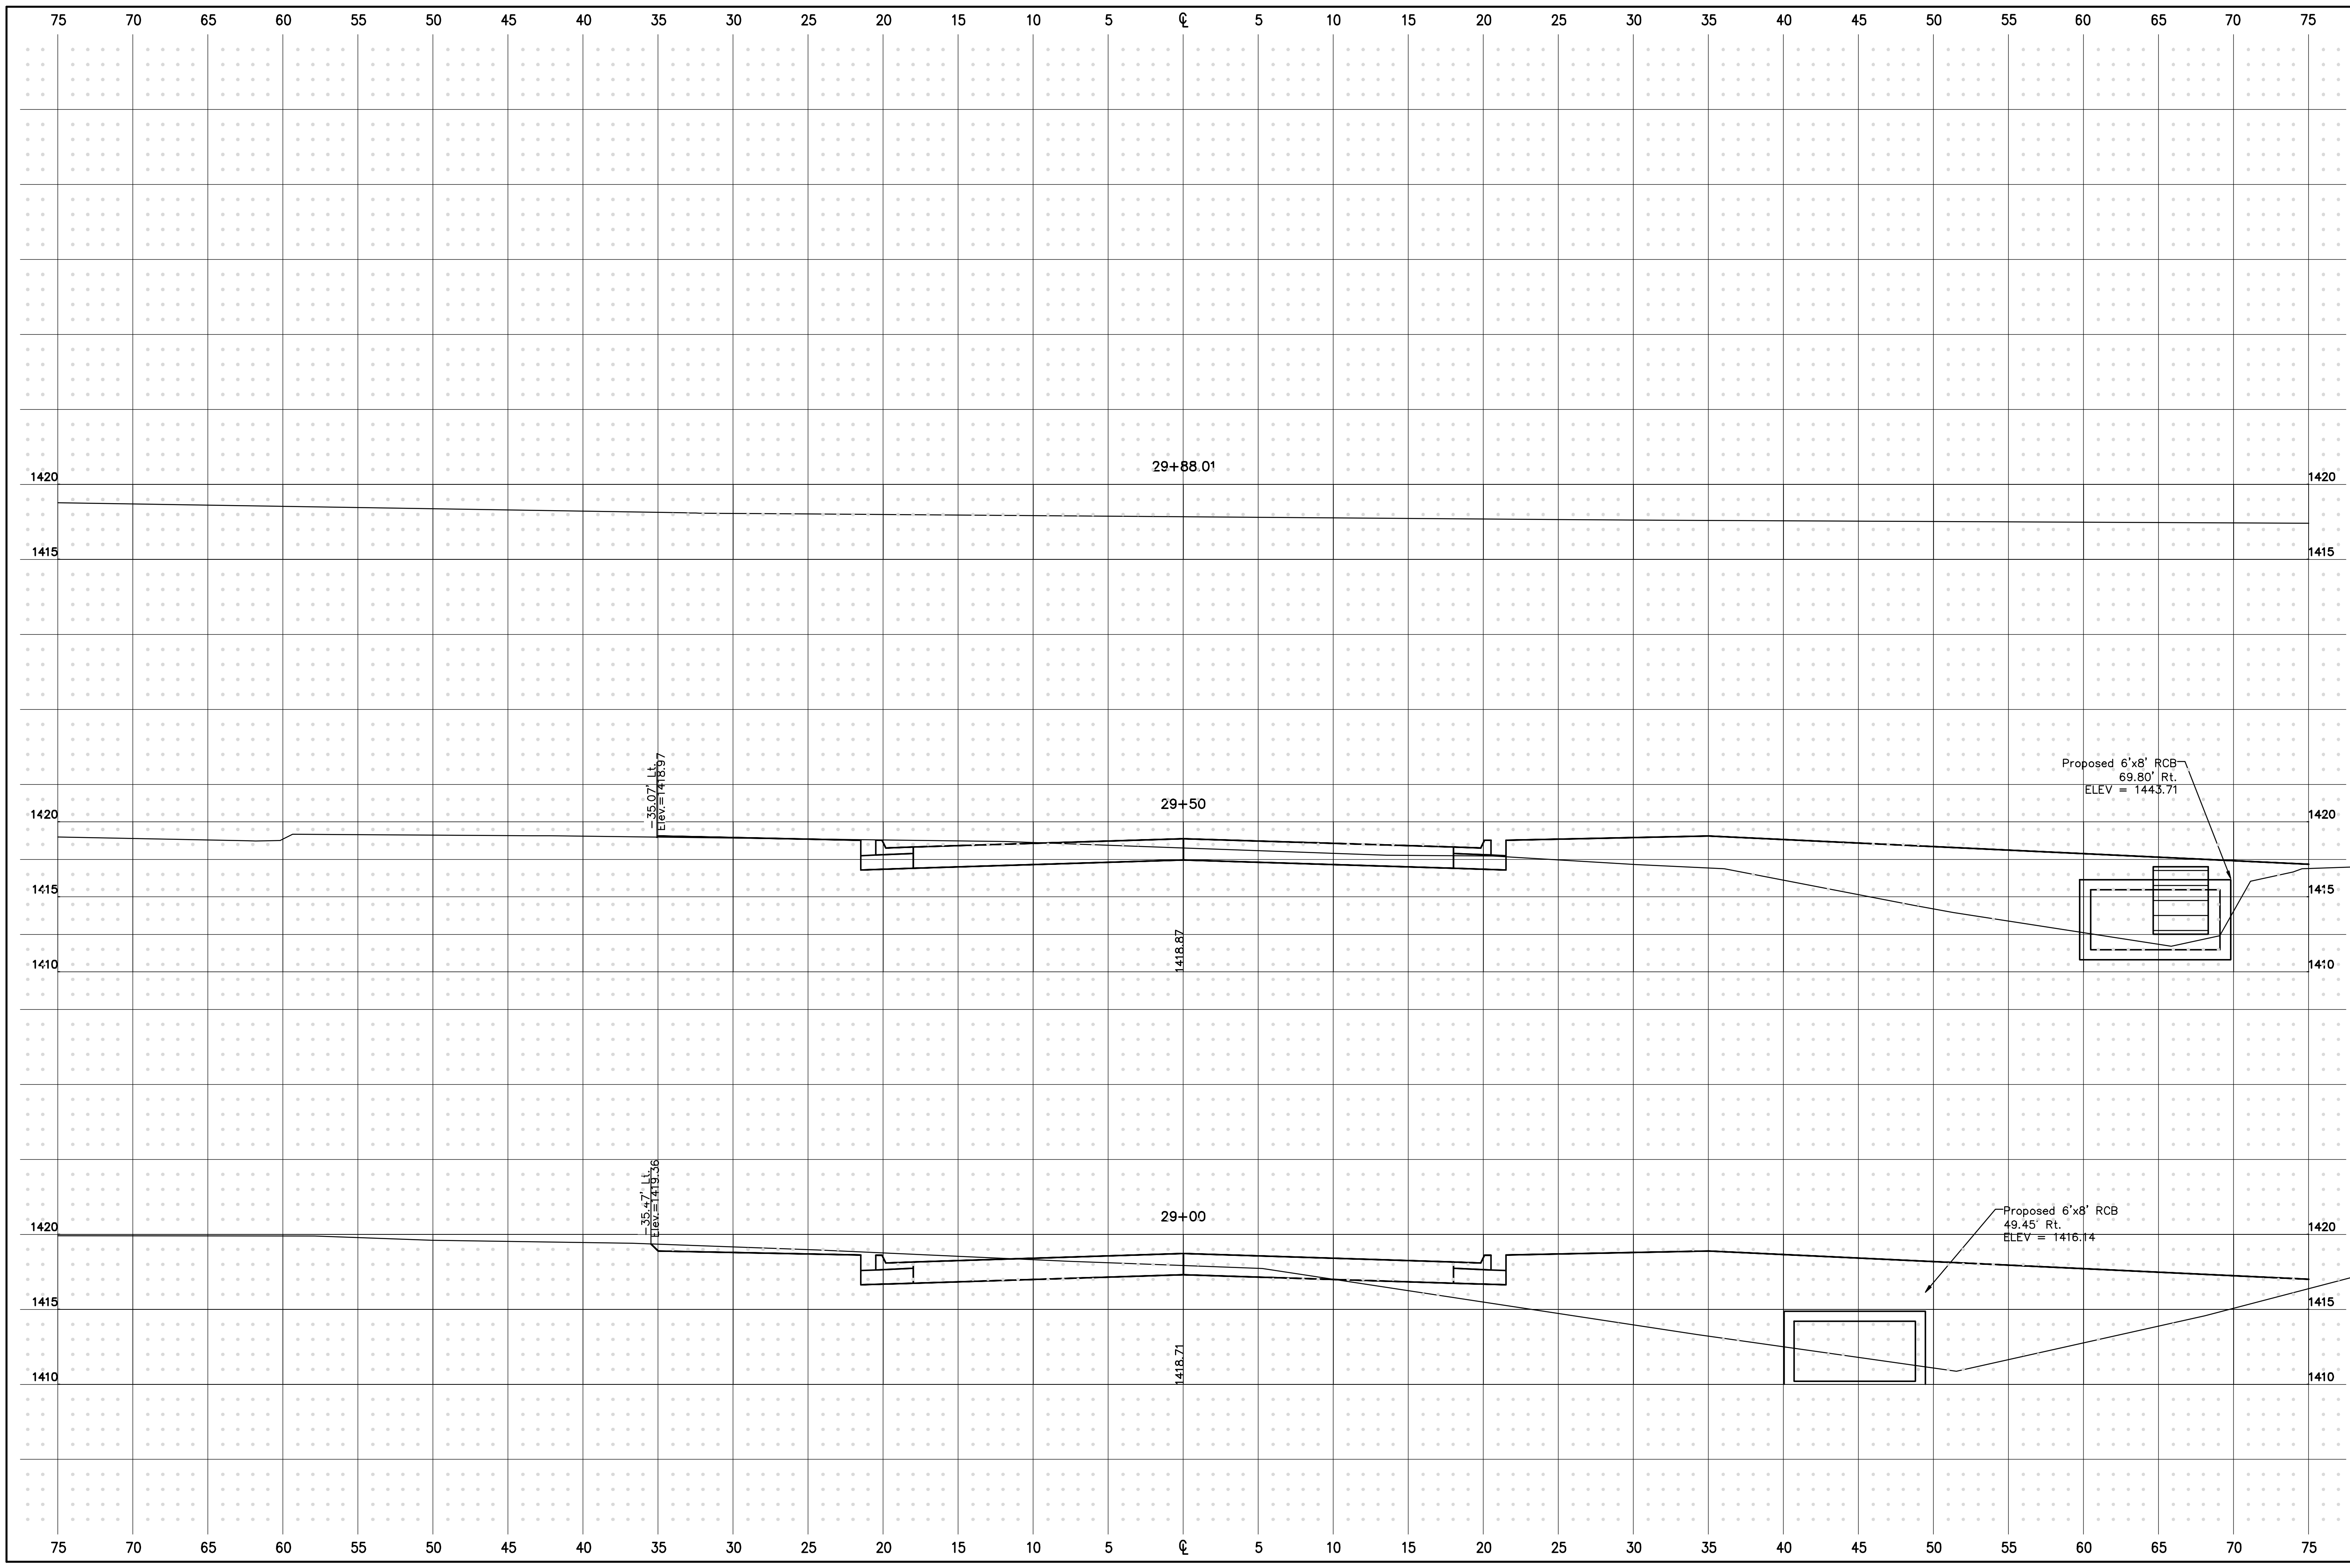 75 70 65 60 55 50 45 40 35 30 25 20 15 10 5 ℄ 5 10 15 20 25 30 35 40 45 50 55 60 65 70 75
29+88.01
1420 1420
1415 1415
-35.07' Lt.
Elev.=1418.97
Proposed 6'x8' RCB
69.80' Rt.
ELEV = 1443.71
29+50
1420 1420
1415 1415
1418.87
1410 1410
-35.47' Lt.
Elev.=1419.36
Proposed 6'x8' RCB
49.45' Rt.
ELEV = 1416.14
29+00
1420 1420
1415 1415
1418.71
1410 1410
75 70 65 60 55 50 45 40 35 30 25 20 15 10 5 ℄ 5 10 15 20 25 30 35 40 45 50 55 60 65 70 75